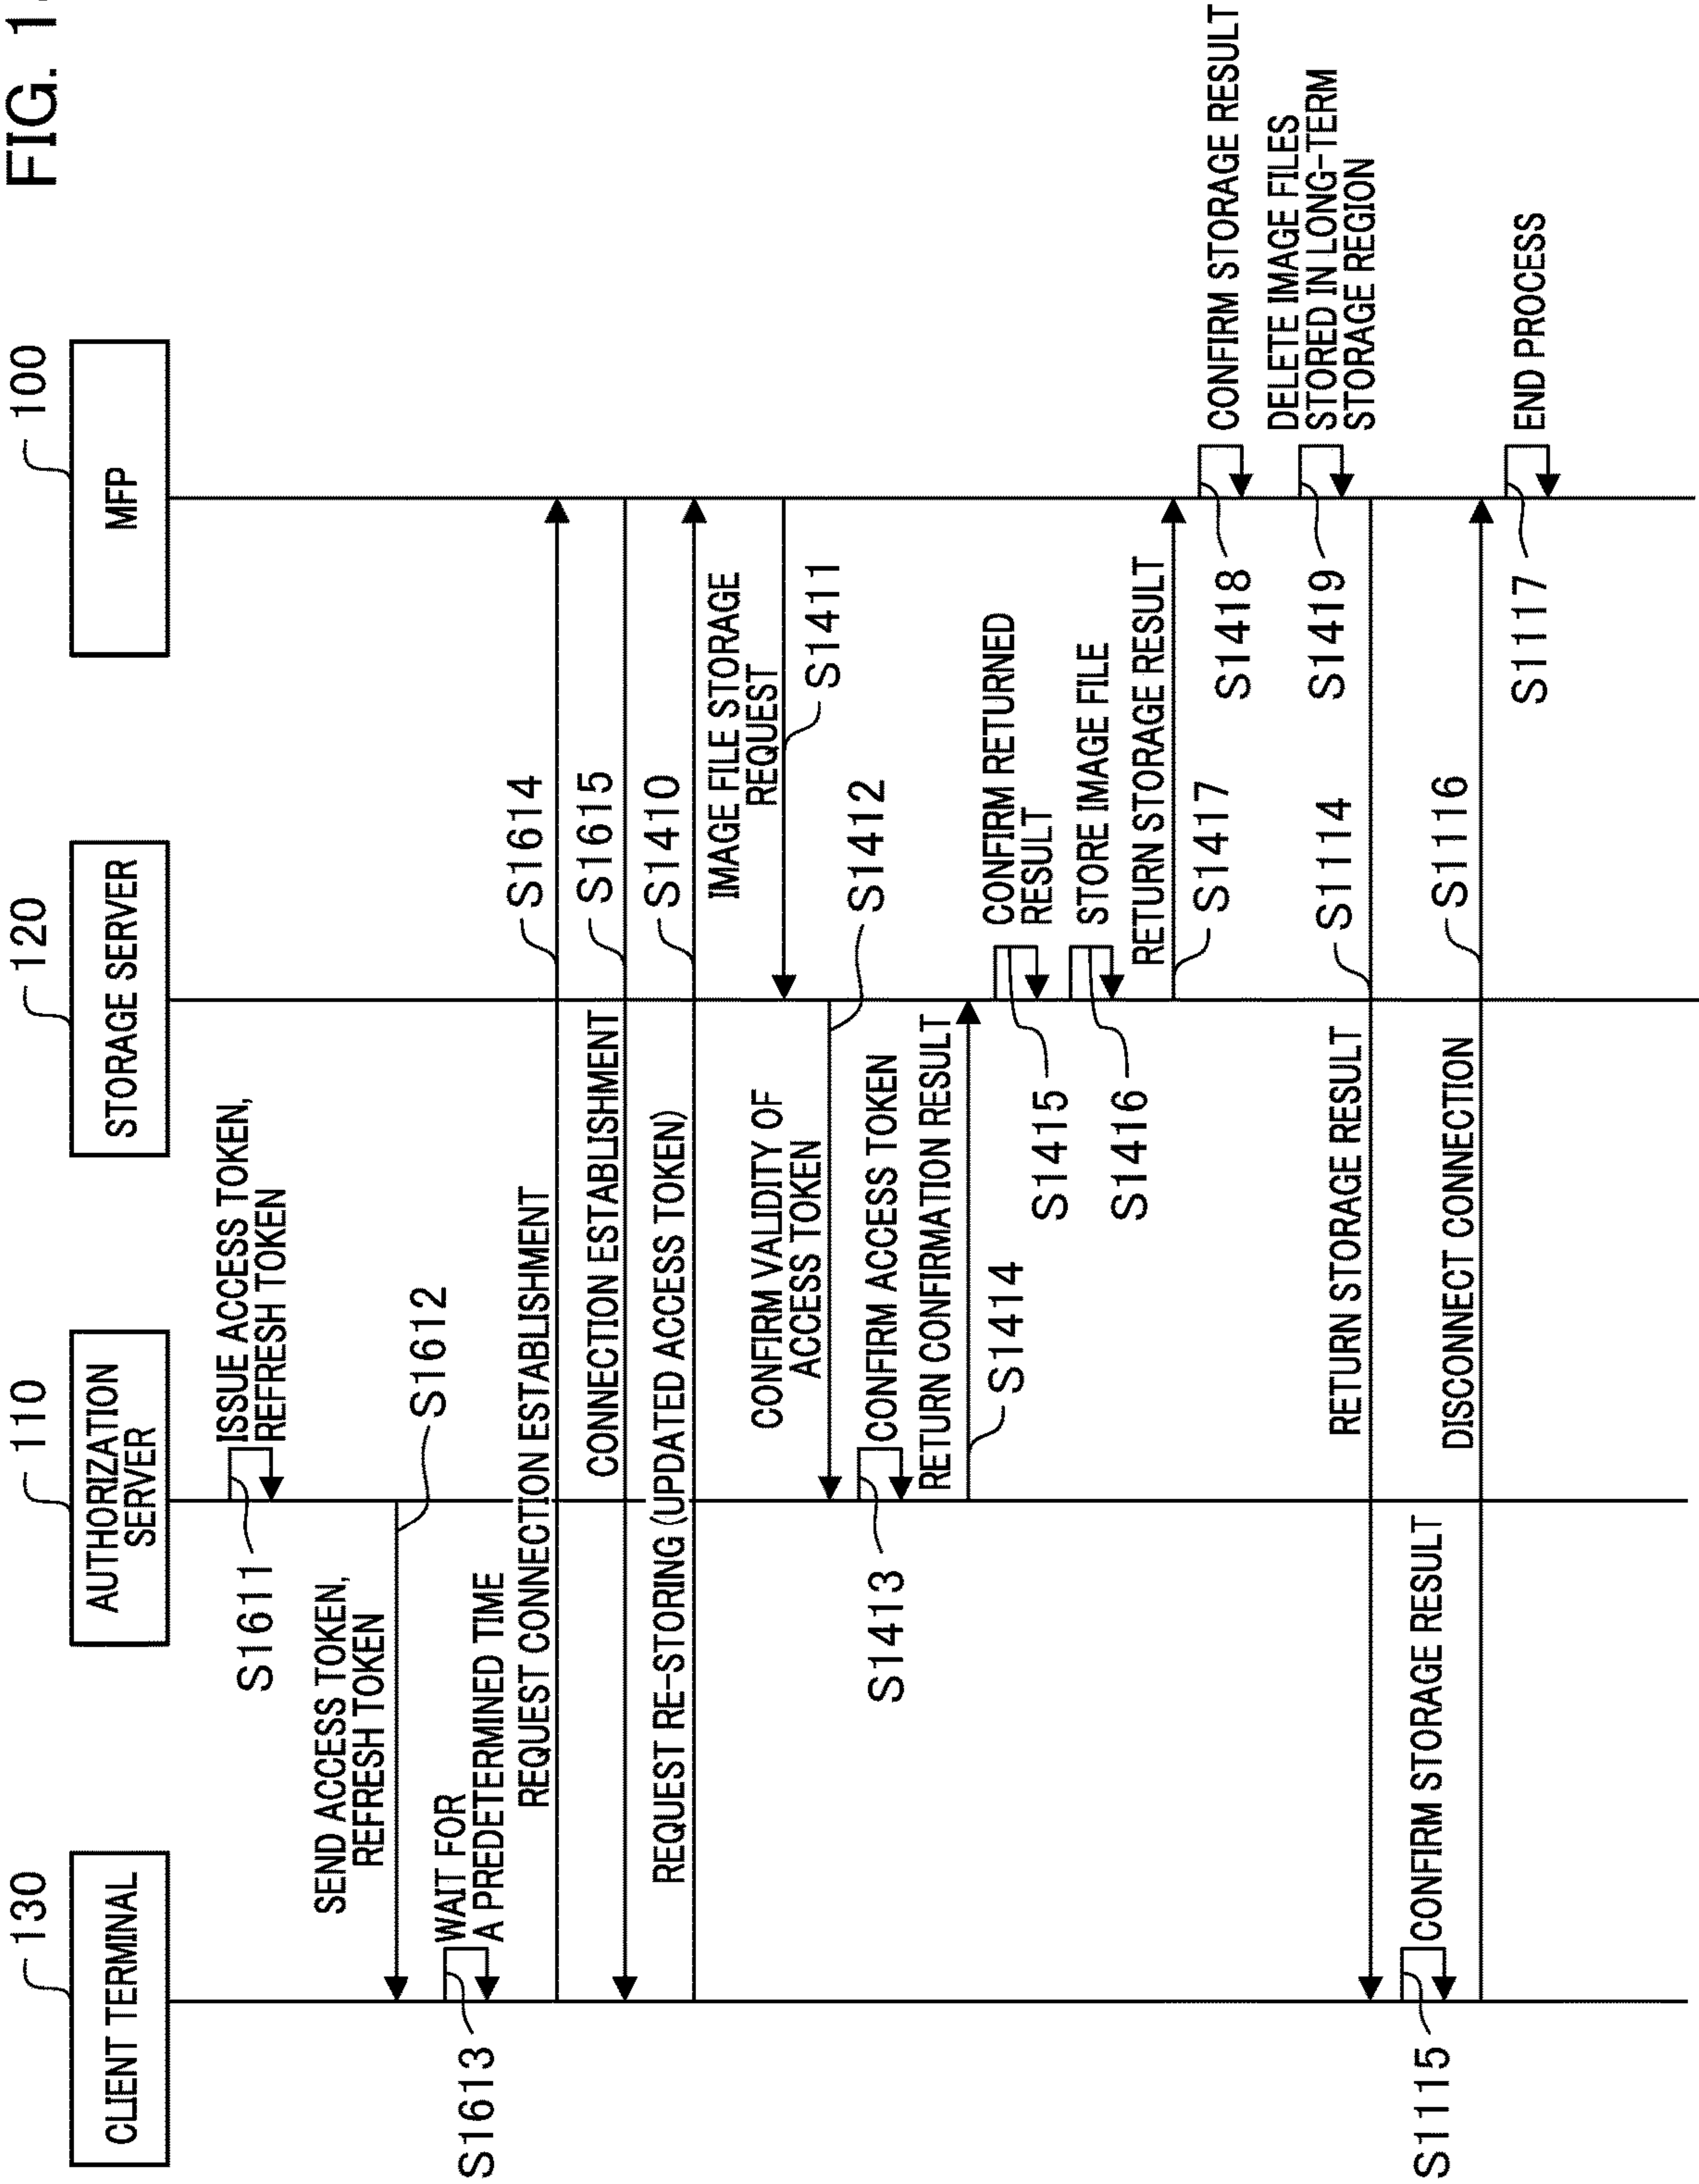 FIG. 1
130
110
120
100
CLIENT TERMINAL
AUTHORIZATION
SERVER
STORAGE SERVER
MFP
ISSUE ACCESS TOKEN,
REFRESH TOKEN
S1611
SEND ACCESS TOKEN,
REFRESH TOKEN
S1612
WAIT FOR
A PREDETERMINED TIME
S1613
REQUEST CONNECTION ESTABLISHMENT
S1614
CONNECTION ESTABLISHMENT
S1615
REQUEST RE-STORING (UPDATED ACCESS TOKEN)
S1410
IMAGE FILE STORAGE
REQUEST
S1411
CONFIRM VALIDITY OF
ACCESS TOKEN
S1412
CONFIRM ACCESS TOKEN
S1413
RETURN CONFIRMATION RESULT
S1414
CONFIRM RETURNED
RESULT
S1415
STORE IMAGE FILE
S1416
RETURN STORAGE RESULT
S1417
CONFIRM STORAGE RESULT
S1418
DELETE IMAGE FILES
STORED IN LONG-TERM
STORAGE REGION
S1419
RETURN STORAGE RESULT
S1114
CONFIRM STORAGE RESULT
S1115
DISCONNECT CONNECTION
S1116
END PROCESS
S1117